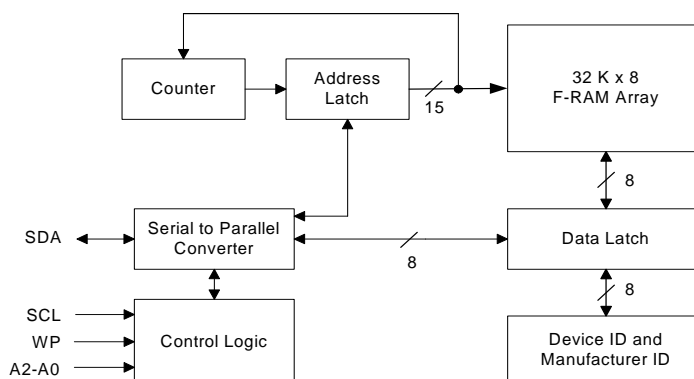 Counter
Address
Latch
15
32 K x 8
F-RAM Array
8
SDA
Serial to Parallel
Converter
8
Data Latch
8
SCL
WP
A2-A0
Control Logic
Device ID and
Manufacturer ID